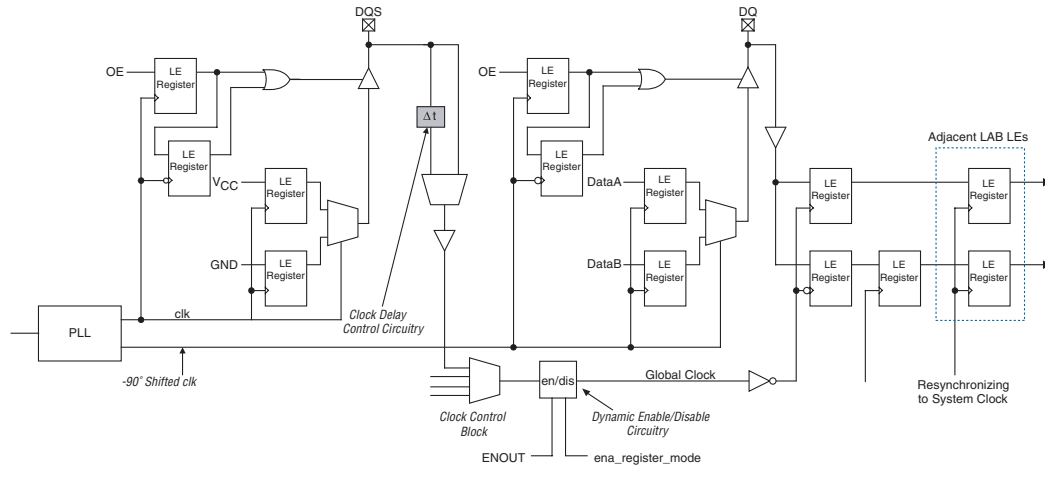 DQS
DQ
OE
LE
Register
OE
LE
Register
Δt
Adjacent LAB LEs
LE
Register
LE
Register
VCC
LE
Register
DataA
LE
Register
LE
Register
LE
Register
GND
LE
Register
DataB
LE
Register
LE
Register
LE
Register
LE
Register
clk
Clock Delay
Control Circuitry
PLL
-90° Shifted clk
en/dis
Global Clock
Clock Control
Block
Dynamic Enable/Disable
Circuitry
Resynchronizing
to System Clock
ENOUT
ena_register_mode